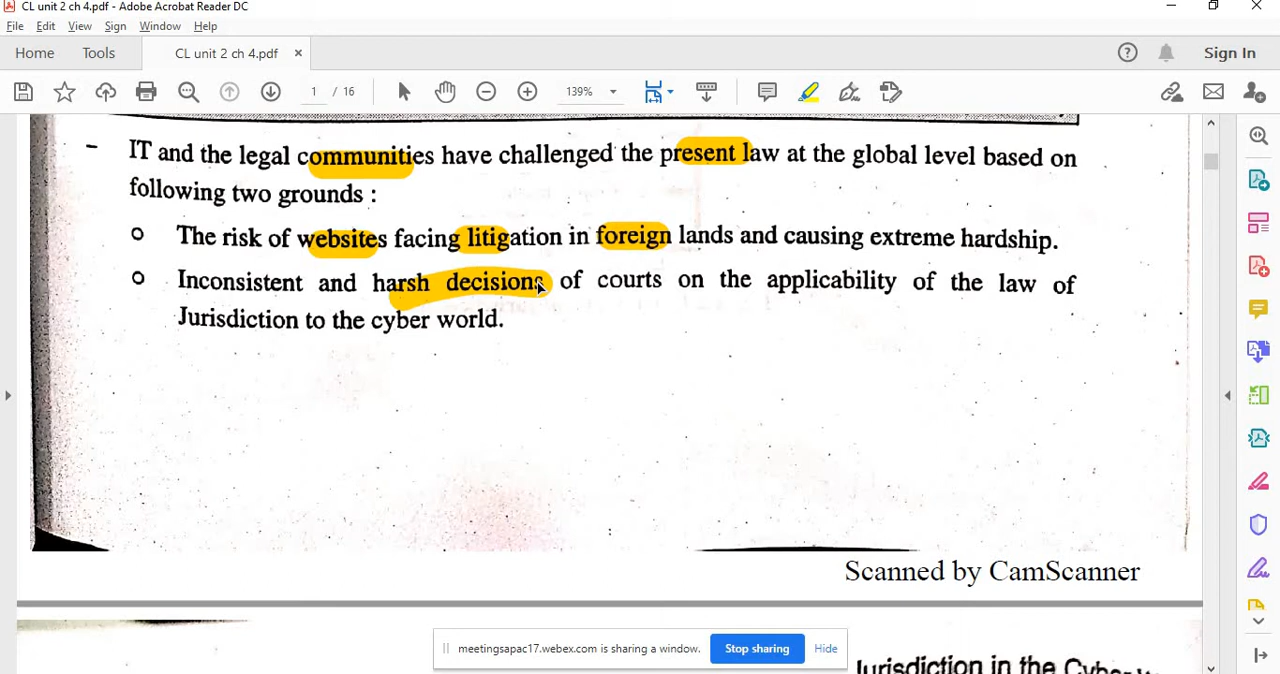 CL unit 2 ch 4.pdf - Adobe Acrobat Reader DC
File Edit View Sign Window Help
Home Tools CL unit 2 ch 4.pdf × Sign In
1 / 16 139%
- IT and the legal communities have challenged the present law at the global level based on
following two grounds :
o The risk of websites facing litigation in foreign lands and causing extreme hardship.
o Inconsistent and harsh decisions of courts on the applicability of the law of
Jurisdiction to the cyber world.
Scanned by CamScanner
meetingsapac17.webex.com is sharing a window. Stop sharing Hide
Jurisdiction in the Cyber